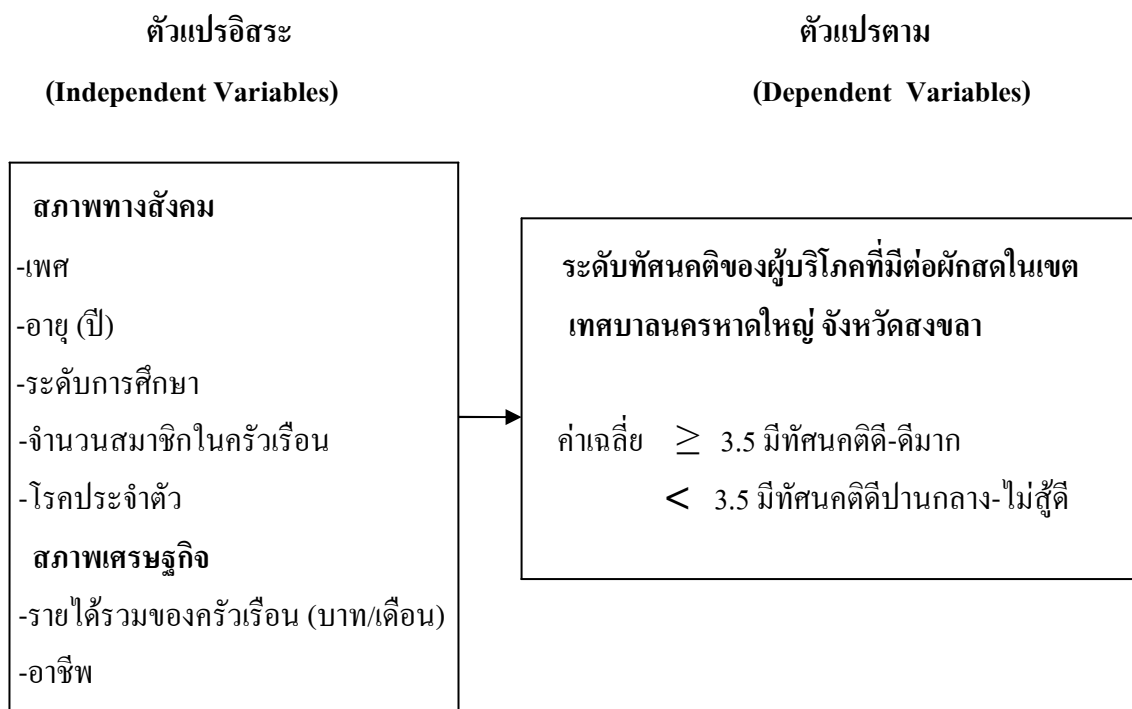 ตัวแปรอิสระ
(Independent Variables)
สภาพทางสังคม
-เพศ
-อายุ (ปี)
-ระดับการศึกษา
-จำนวนสมาชิกในครัวเรือน
-โรคประจำตัว
สภาพเศรษฐกิจ
-รายได้รวมของครัวเรือน (บาท/เดือน)
-อาชีพ
ตัวแปรตาม
(Dependent Variables)
ระดับทัศนคติของผู้บริโภคที่มีต่อผักสดในเขต
เทศบาลนครหาดใหญ่ จังหวัดสงขลา
ค่าเฉลี่ย ≥ 3.5 มีทัศนคติดี-ดีมาก
< 3.5 มีทัศนคติดีปานกลาง-ไม่สู้ดี